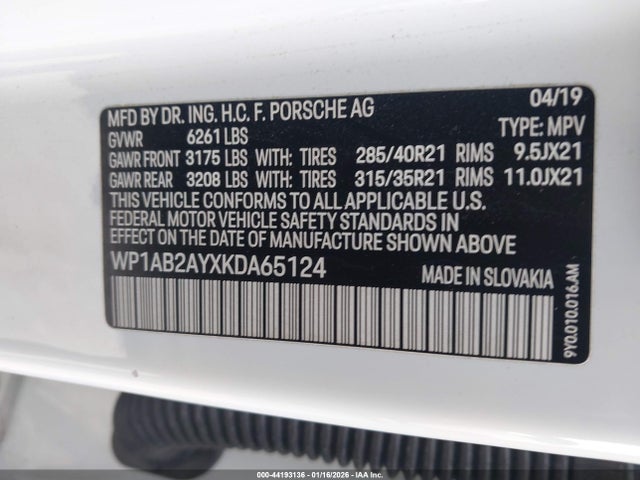 MFD BY DR. ING. H.C. F. PORSCHE AG 04/19
GVWR 6261 LBS TYPE: MPV
GAWR FRONT 3175 LBS WITH: TIRES 285/40R21 RIMS 9.5JX21
GAWR REAR 3208 LBS WITH: TIRES 315/35R21 RIMS 11.0JX21
THIS VEHICLE CONFORMS TO ALL APPLICABLE U.S.
FEDERAL MOTOR VEHICLE SAFETY STANDARDS IN
EFFECT ON THE DATE OF MANUFACTURE SHOWN ABOVE.
WP1AB2AYXKDA65124 MADE IN SLOVAKIA
9Y0.010.016.AM
000-44193136 - 01/16/2026 - IAA Inc.